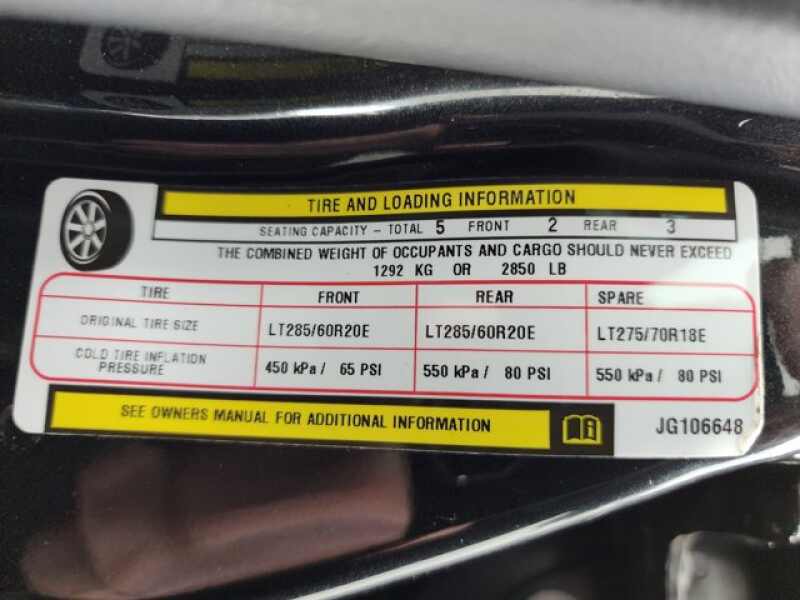 TIRE AND LOADING INFORMATION
SEATING CAPACITY – TOTAL 5 FRONT 2 REAR 3
THE COMBINED WEIGHT OF OCCUPANTS AND CARGO SHOULD NEVER EXCEED
1292 KG OR 2850 LB
TIRE FRONT REAR SPARE
ORIGINAL TIRE SIZE LT285/60R20E LT285/60R20E LT275/70R18E
COLD TIRE INFLATION
PRESSURE 450 kPa / 65 PSI 550 kPa / 80 PSI 550 kPa / 80 PSI
SEE OWNERS MANUAL FOR ADDITIONAL INFORMATION
JG106648